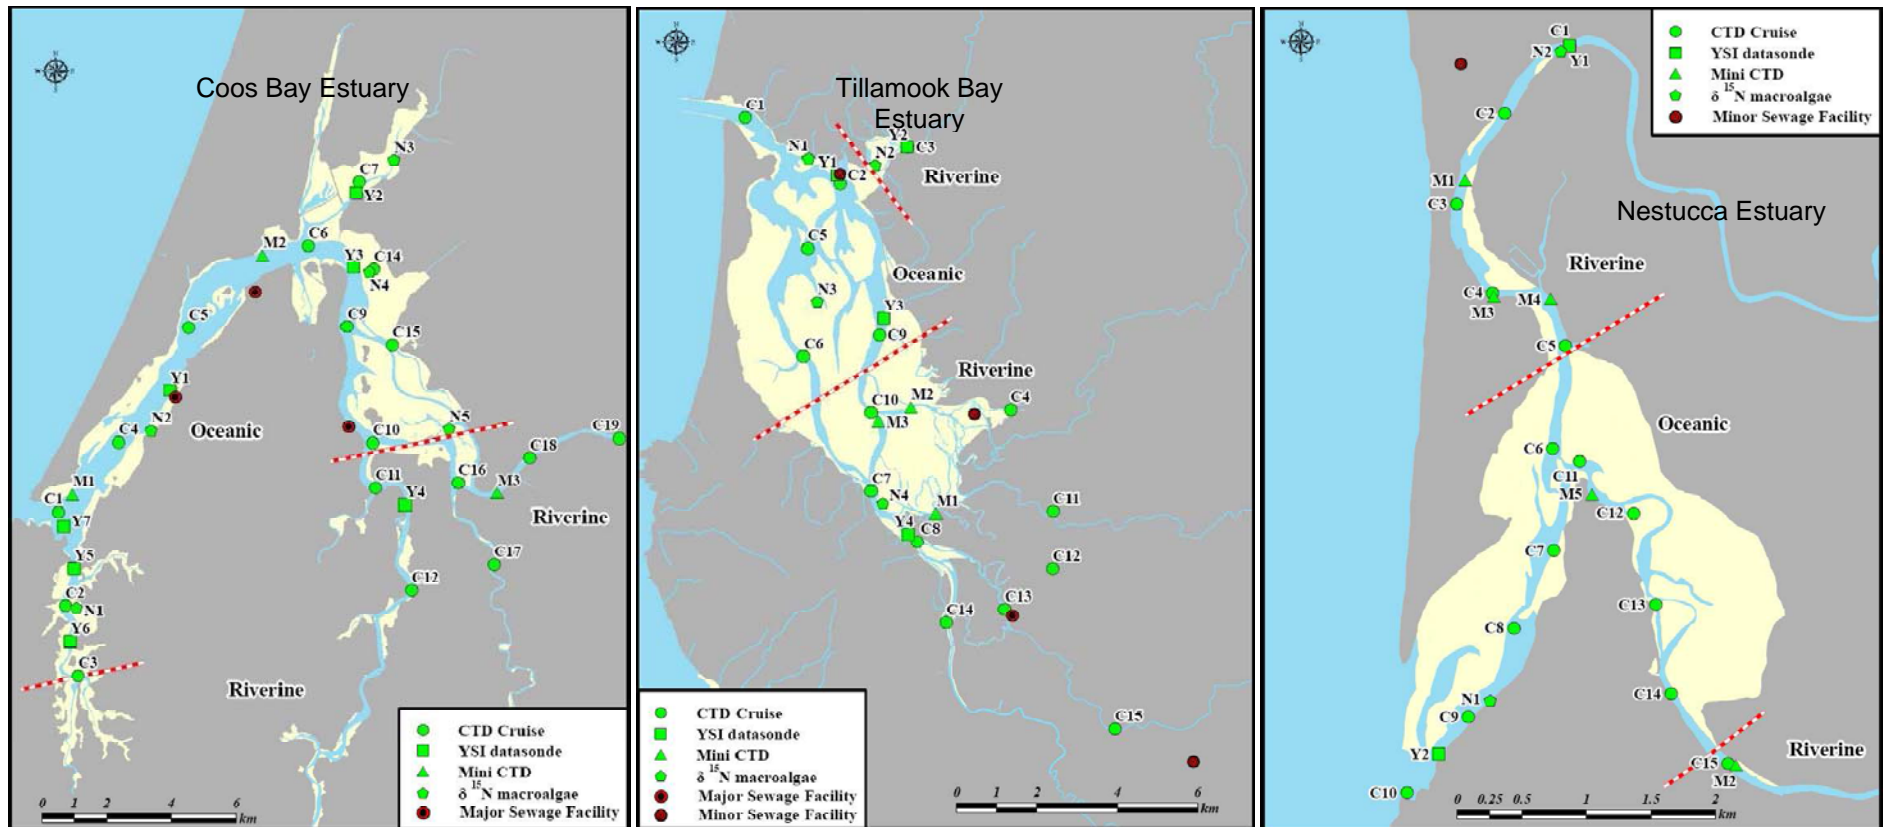 Coos Bay Estuary
N3
C7
Y2
C6
M2
Y3
C14
N4
C5
C9
C15
Y1
N2
C4
Oceanic
N5
C10
C19
C18
C16
M3
C11
Y4
M1
C1
Y7
Riverine
Y5
C17
C2
N1
C12
Y6
C3
Riverine
CTD Cruise
YSI datasonde
Mini CTD
δ 15N macroalgae
Major Sewage Facility
0 2 4 6
km
Tillamook Bay
Estuary
C1
Y2
C3
N1
N2
Y1
C2
Riverine
C5
Oceanic
N3
Y3
C9
C6
Riverine
C10
M2
C4
M3
C7
N4
M1
C11
Y4
C8
C12
C13
C14
C15
CTD Cruise
YSI datasonde
Mini CTD
δ 15N macroalgae
Major Sewage Facility
Minor Sewage Facility
0 2 4 6
km
C1
N2
Y1
CTD Cruise
YSI datasonde
Mini CTD
δ 15N macroalgae
Minor Sewage Facility
C2
M1
C3
Nestucca Estuary
Riverine
C4
M3
M4
C5
Oceanic
C6
C11
M5
C12
C7
C13
C8
C14
N1
C9
Y2
C15
M2
Riverine
C10
0 0.25 0.5 1 1.5 2
km